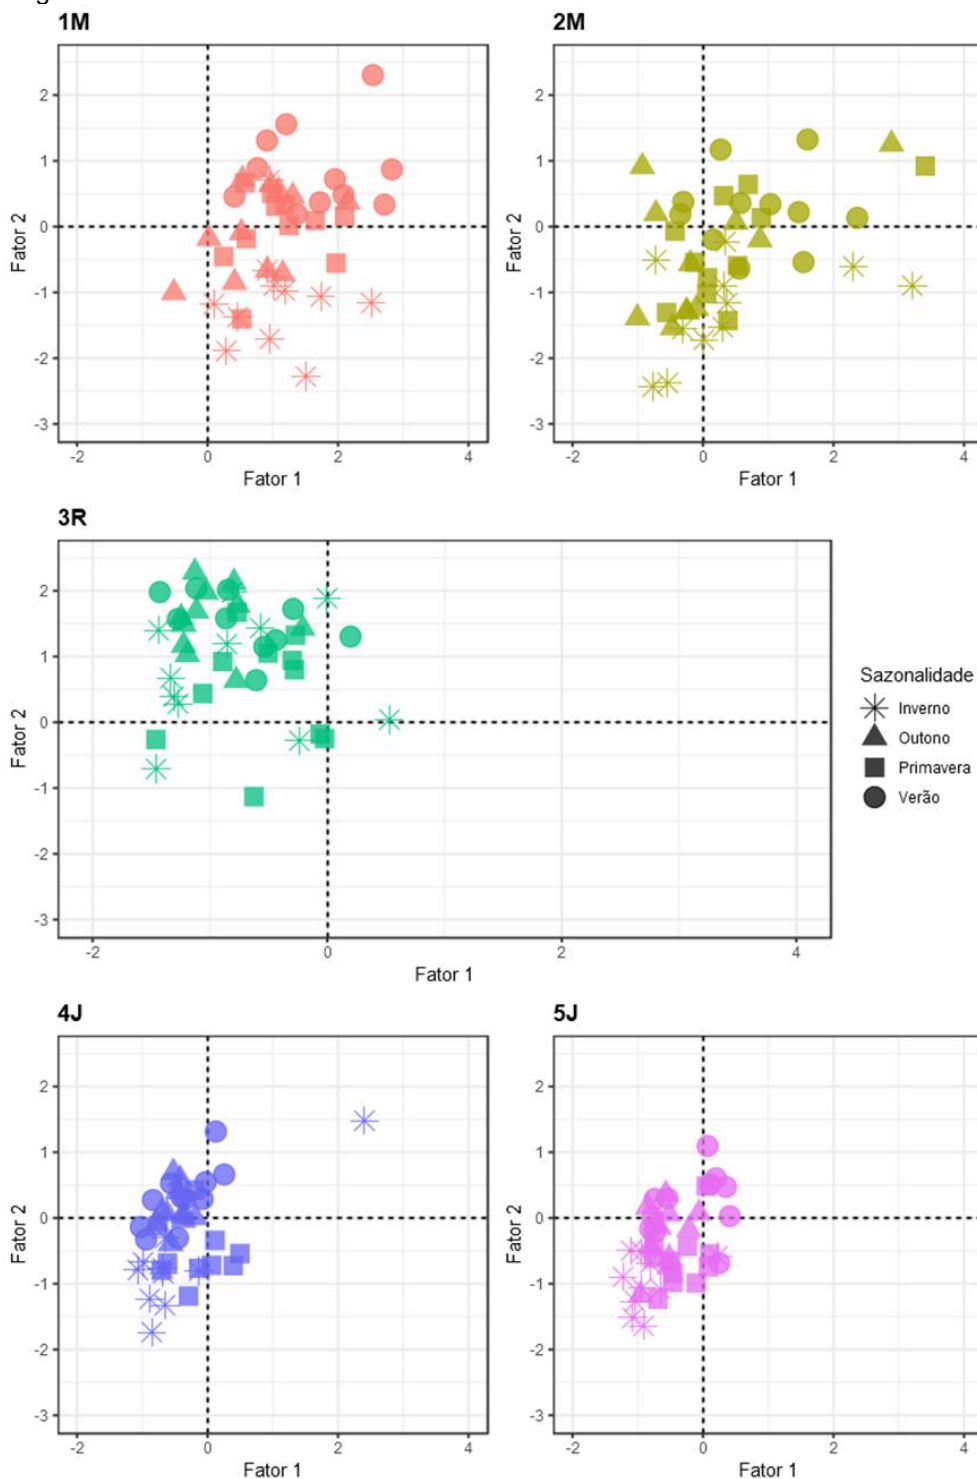 1M
2M
2
1
0
-1
-2
-3
Fator 2
-2 0 2 4
Fator 1
2
1
0
-1
-2
-3
Fator 2
-2 0 2 4
Fator 1
3R
2
1
0
-1
-2
-3
Fator 2
-2 0 2 4
Fator 1
Sazonalidade
Inverno
Outono
Primavera
Verão
4J
5J
2
1
0
-1
-2
-3
Fator 2
-2 0 2 4
Fator 1
2
1
0
-1
-2
-3
Fator 2
-2 0 2 4
Fator 1